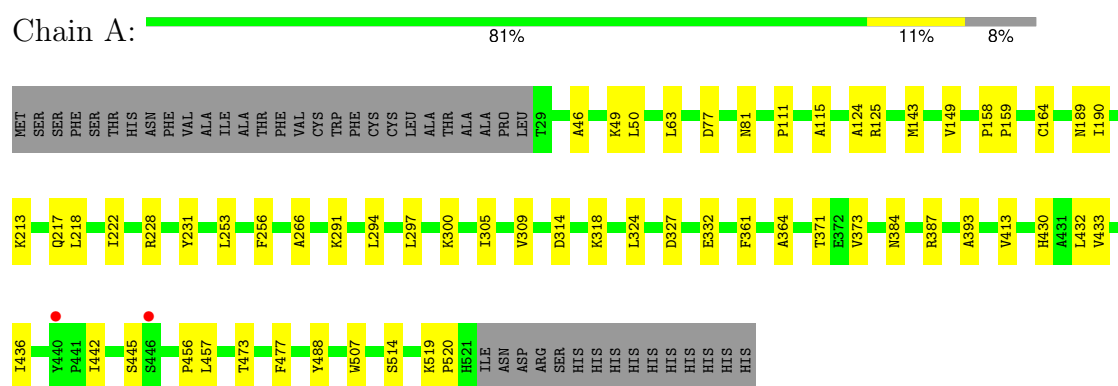 Chain A:
81% 11% 8%
MET SER SER PHE SER THR HIS ASN PHE VAL ALA ILE ALA THR PHE VAL CYS TRP PHE CYS CYS LEU ALA THR ALA ALA PRO LEU T29 A46 K49 L50 L63 D77 N81 P111 A115 A124 R125 M143 V149 P158 P159 C164 N189 I190
K213 Q217 L218 I222 R228 Y231 L253 F256 A266 K291 L294 L297 K300 I305 V309 D314 K318 L324 D327 E332 F361 A364 T371 E372 V373 N384 R387 A393 V413 H430 A431 L432 V433
I436 Y440 P441 I442 S445 S446 P456 L457 T473 F477 Y488 W507 S514 K519 P520 H521 ILE ASN ASP ARG SER HIS HIS HIS HIS HIS HIS HIS HIS HIS HIS